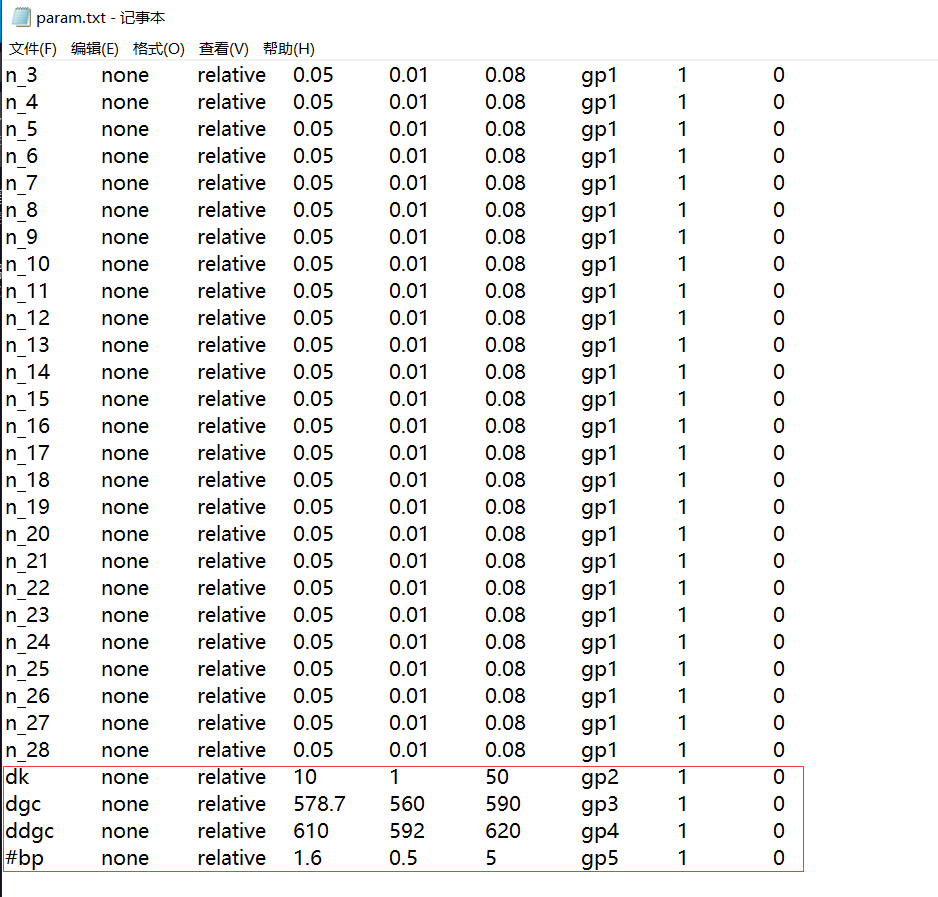 param.txt - 记事本
文件(F) 编辑(E) 格式(O) 查看(V) 帮助(H)
n_3 none relative 0.05 0.01 0.08 gp1 1 0
n_4 none relative 0.05 0.01 0.08 gp1 1 0
n_5 none relative 0.05 0.01 0.08 gp1 1 0
n_6 none relative 0.05 0.01 0.08 gp1 1 0
n_7 none relative 0.05 0.01 0.08 gp1 1 0
n_8 none relative 0.05 0.01 0.08 gp1 1 0
n_9 none relative 0.05 0.01 0.08 gp1 1 0
n_10 none relative 0.05 0.01 0.08 gp1 1 0
n_11 none relative 0.05 0.01 0.08 gp1 1 0
n_12 none relative 0.05 0.01 0.08 gp1 1 0
n_13 none relative 0.05 0.01 0.08 gp1 1 0
n_14 none relative 0.05 0.01 0.08 gp1 1 0
n_15 none relative 0.05 0.01 0.08 gp1 1 0
n_16 none relative 0.05 0.01 0.08 gp1 1 0
n_17 none relative 0.05 0.01 0.08 gp1 1 0
n_18 none relative 0.05 0.01 0.08 gp1 1 0
n_19 none relative 0.05 0.01 0.08 gp1 1 0
n_20 none relative 0.05 0.01 0.08 gp1 1 0
n_21 none relative 0.05 0.01 0.08 gp1 1 0
n_22 none relative 0.05 0.01 0.08 gp1 1 0
n_23 none relative 0.05 0.01 0.08 gp1 1 0
n_24 none relative 0.05 0.01 0.08 gp1 1 0
n_25 none relative 0.05 0.01 0.08 gp1 1 0
n_26 none relative 0.05 0.01 0.08 gp1 1 0
n_27 none relative 0.05 0.01 0.08 gp1 1 0
n_28 none relative 0.05 0.01 0.08 gp1 1 0
dk none relative 10 1 50 gp2 1 0
dgc none relative 578.7 560 590 gp3 1 0
ddgc none relative 610 592 620 gp4 1 0
#bp none relative 1.6 0.5 5 gp5 1 0